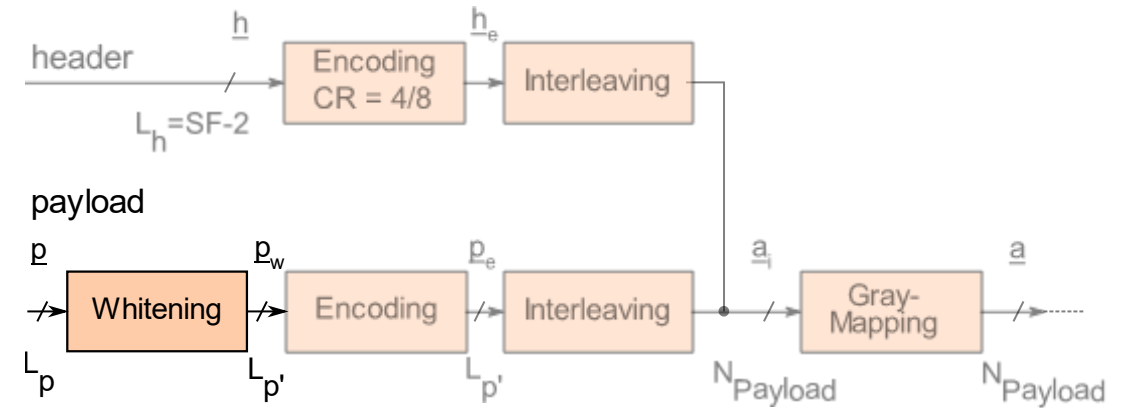 h
h_e
header
Encoding
CR = 4/8
Interleaving
L_h=SF-2
payload
p
p_w
p_e
a_i
a
Whitening
Encoding
Interleaving
Gray-
Mapping
L_p
L_p'
L_p'
N_Payload
N_Payload